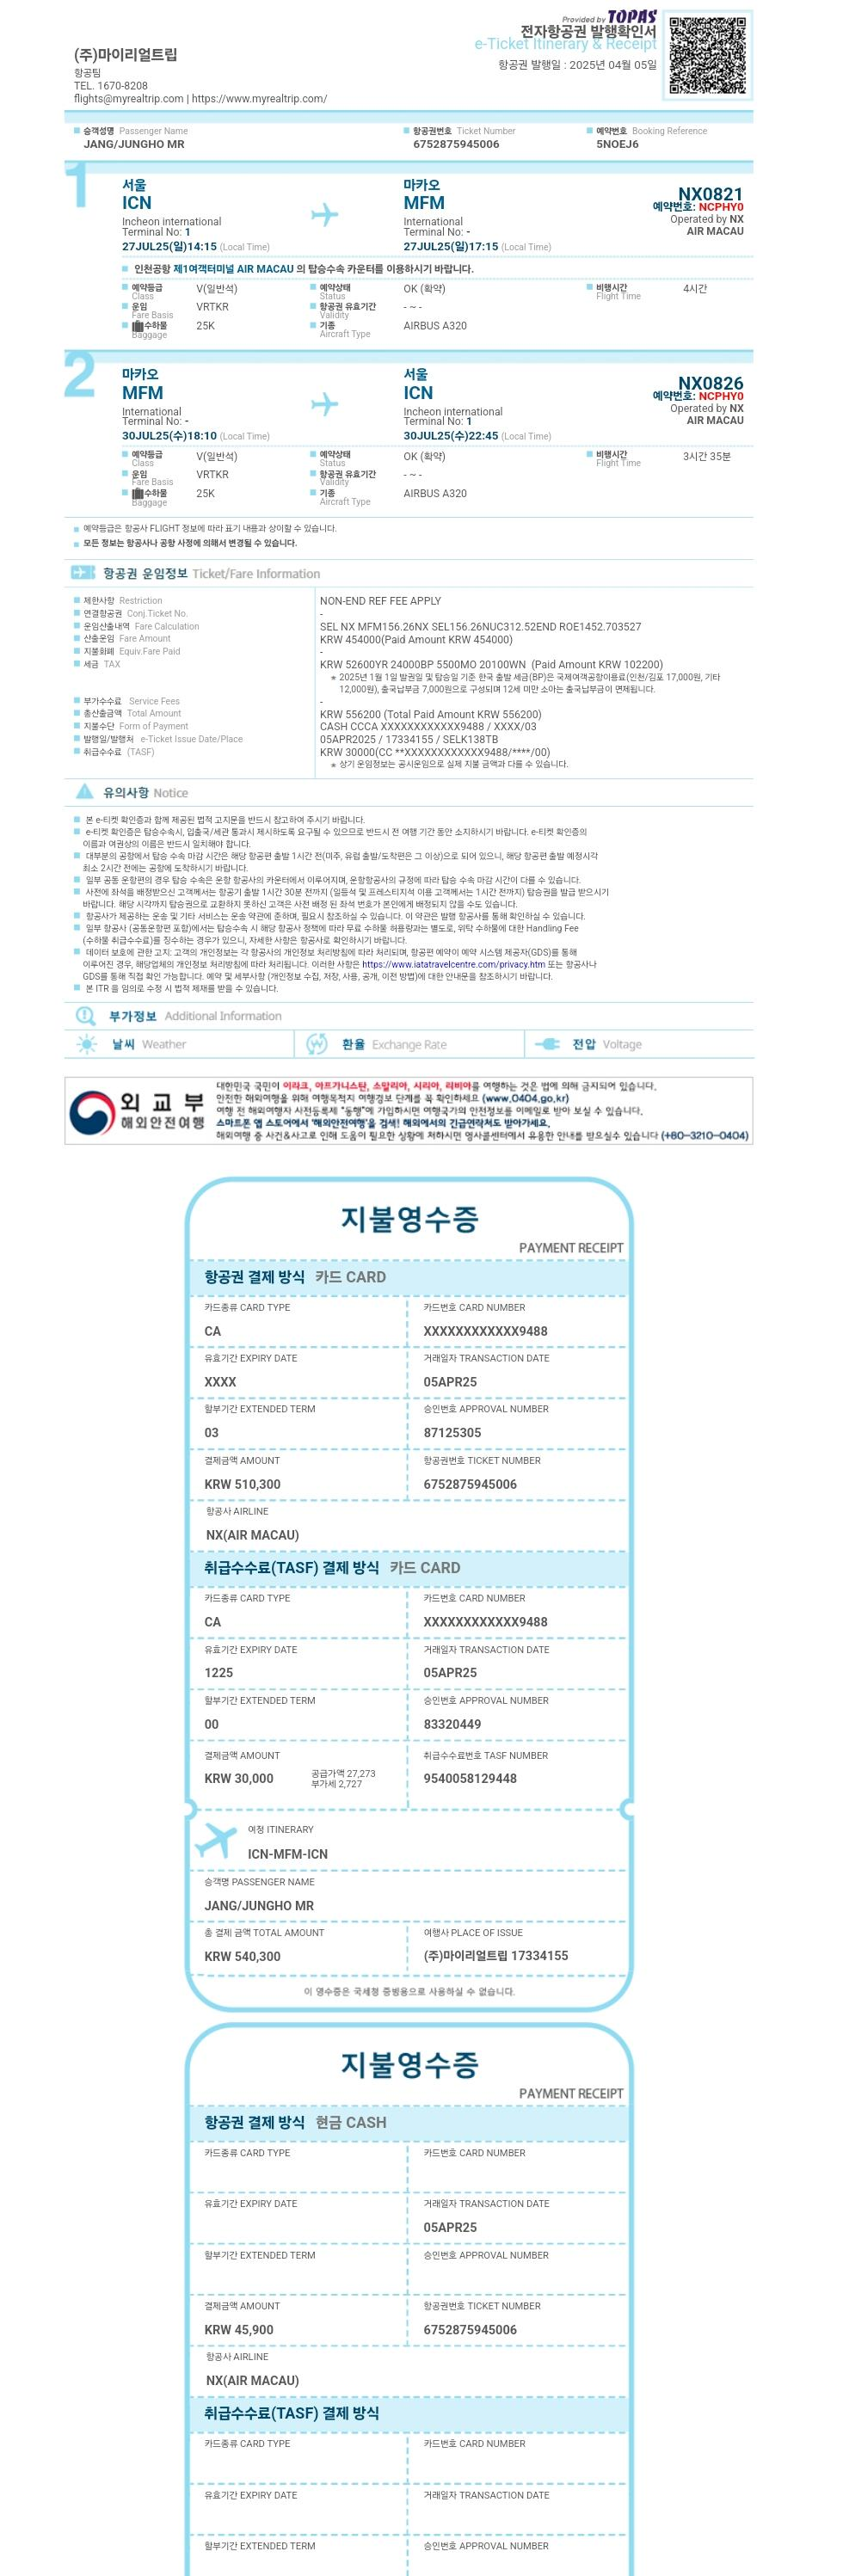 Provided by TOPAS
전자항공권 발행확인서
e-Ticket Itinerary & Receipt
(주)마이리얼트립
항공권 발행일 : 2025년 04월 05일
항공팀
TEL. 1670-8208
flights@myrealtrip.com | https://www.myrealtrip.com/
승객성명 Passenger Name 항공권번호 Ticket Number 예약번호 Booking Reference
JANG/JUNGHO MR 6752875945006 5NOEJ6
1
서울 마카오
ICN MFM NX0821
예약번호: NCPHY0
Incheon international International Operated by NX
Terminal No: 1 Terminal No: - AIR MACAU
27JUL25(일)14:15 (Local Time) 27JUL25(일)17:15 (Local Time)
인천공항 제1여객터미널 AIR MACAU 의 탑승수속 카운터를 이용하시기 바랍니다.
예약등급 V(일반석) 예약상태 OK (확약) 비행시간 4시간
Class Status Flight Time
운임 VRTKR 항공권 유효기간 - ~ -
Fare Basis Validity
수하물 25K 기종 AIRBUS A320
Baggage Aircraft Type
2
마카오 서울
MFM ICN NX0826
예약번호: NCPHY0
International Incheon international Operated by NX
Terminal No: - Terminal No: 1 AIR MACAU
30JUL25(수)18:10 (Local Time) 30JUL25(수)22:45 (Local Time)
예약등급 V(일반석) 예약상태 OK (확약) 비행시간 3시간 35분
Class Status Flight Time
운임 VRTKR 항공권 유효기간 - ~ -
Fare Basis Validity
수하물 25K 기종 AIRBUS A320
Baggage Aircraft Type
예약등급은 항공사 FLIGHT 정보에 따라 표기 내용과 상이할 수 있습니다.
모든 정보는 항공사나 공항 사정에 의해서 변경될 수 있습니다.
항공권 운임정보 Ticket/Fare Information
제한사항 Restriction NON-END REF FEE APPLY
연결항공권 Conj.Ticket No. -
운임산출내역 Fare Calculation SEL NX MFM156.26NX SEL156.26NUC312.52END ROE1452.703527
산출운임 Fare Amount KRW 454000(Paid Amount KRW 454000)
지불화폐 Equiv.Fare Paid -
세금 TAX KRW 52600YR 24000BP 5500MO 20100WN (Paid Amount KRW 102200)
* 2025년 1월 1일 발권일 및 탑승일 기준 한국 출발 세금(BP)은 국제여객공항이용료(인천/김포 17,000원, 기타
12,000원), 출국납부금 7,000원으로 구성되며 12세 미만 소아는 출국납부금이 면제됩니다.
부가수수료 Service Fees -
총산출금액 Total Amount KRW 556200 (Total Paid Amount KRW 556200)
지불수단 Form of Payment CASH CCCA XXXXXXXXXXXX9488 / XXXX/03
발행일/발행처 e-Ticket Issue Date/Place 05APR2025 / 17334155 / SELK138TB
취급수수료 (TASF) KRW 30000(CC **XXXXXXXXXXXX9488/****/00)
* 상기 운임정보는 공시운임으로 실제 지불 금액과 다를 수 있습니다.
유의사항 Notice
본 e-티켓 확인증과 함께 제공된 법적 고지문을 반드시 참고하여 주시기 바랍니다.
e-티켓 확인증은 탑승수속시, 입출국/세관 통과시 제시하도록 요구될 수 있으므로 반드시 전 여행 기간 동안 소지하시기 바랍니다. e-티켓 확인증의
이름과 여권상의 이름은 반드시 일치해야 합니다.
대부분의 공항에서 탑승 수속 마감 시간은 해당 항공편 출발 1시간 전(미주, 유럽 출발/도착편은 그 이상)으로 되어 있으니, 해당 항공편 출발 예정시각
최소 2시간 전에는 공항에 도착하시기 바랍니다.
일부 공동 운항편의 경우 탑승 수속은 운항 항공사의 카운터에서 이루어지며, 운항항공사의 규정에 따라 탑승 수속 마감 시간이 다를 수 있습니다.
사전에 좌석을 배정받으신 고객께서는 항공기 출발 1시간 30분 전까지 (일등석 및 프레스티지석 이용 고객께서는 1시간 전까지) 탑승권을 발급 받으시기
바랍니다. 해당 시각까지 탑승권으로 교환하지 못하신 고객은 사전 배정 된 좌석 번호가 본인에게 배정되지 않을 수도 있습니다.
항공사가 제공하는 운송 및 기타 서비스는 운송 약관에 준하며, 필요시 참조하실 수 있습니다. 이 약관은 발행 항공사를 통해 확인하실 수 있습니다.
일부 항공사 (공동운항편 포함)에서는 탑승수속 시 해당 항공사 정책에 따라 무료 수하물 허용량과는 별도로, 위탁 수하물에 대한 Handling Fee
(수하물 취급수수료)를 징수하는 경우가 있으니, 자세한 사항은 항공사로 확인하시기 바랍니다.
데이터 보호에 관한 고지: 고객의 개인정보는 각 항공사의 개인정보 처리방침에 따라 처리되며, 항공편 예약이 예약 시스템 제공자(GDS)를 통해
이루어진 경우, 해당업체의 개인정보 처리방침에 따라 처리됩니다. 이러한 사항은 https://www.iatatravelcentre.com/privacy.htm 또는 항공사나
GDS를 통해 직접 확인 가능합니다. 예약 및 세부사항 (개인정보 수집, 저장, 사용, 공개, 이전 방법)에 대한 안내문을 참조하시기 바랍니다.
본 ITR 을 임의로 수정 시 법적 제재를 받을 수 있습니다.
부가정보 Additional Information
날씨 Weather 환율 Exchange Rate 전압 Voltage
외 교 부
해외안전여행
대한민국 국민이 이라크, 아프가니스탄, 소말리아, 시리아, 리비아를 여행하는 것은 법에 의해 금지되어 있습니다.
안전한 해외여행을 위해 여행목적지 여행경보 단계를 꼭 확인하세요 (www.0404.go.kr)
여행 전 해외여행자 사전등록제 "동행"에 가입하시면 여행국가의 안전정보를 이메일로 받아 보실 수 있습니다.
스마트폰 앱 스토어에서 '해외안전여행'을 검색! 해외에서의 긴급연락처도 받아가세요.
해외여행 중 사건&사고로 인해 도움이 필요한 상황에 처하시면 영사콜센터에서 유용한 안내를 받으실수 있습니다 (+80-3210-0404)
지불영수증
PAYMENT RECEIPT
항공권 결제 방식 카드 CARD
카드종류 CARD TYPE 카드번호 CARD NUMBER
CA XXXXXXXXXXXX9488
유효기간 EXPIRY DATE 거래일자 TRANSACTION DATE
XXXX 05APR25
할부기간 EXTENDED TERM 승인번호 APPROVAL NUMBER
03 87125305
결제금액 AMOUNT 항공권번호 TICKET NUMBER
KRW 510,300 6752875945006
항공사 AIRLINE
NX(AIR MACAU)
취급수수료(TASF) 결제 방식 카드 CARD
카드종류 CARD TYPE 카드번호 CARD NUMBER
CA XXXXXXXXXXXX9488
유효기간 EXPIRY DATE 거래일자 TRANSACTION DATE
1225 05APR25
할부기간 EXTENDED TERM 승인번호 APPROVAL NUMBER
00 83320449
결제금액 AMOUNT 취급수수료번호 TASF NUMBER
KRW 30,000 공급가액 27,273 9540058129448
부가세 2,727
여정 ITINERARY
ICN-MFM-ICN
승객명 PASSENGER NAME
JANG/JUNGHO MR
총 결제 금액 TOTAL AMOUNT 여행사 PLACE OF ISSUE
KRW 540,300 (주)마이리얼트립 17334155
이 영수증은 국세청 증빙용으로 사용하실 수 없습니다.
지불영수증
PAYMENT RECEIPT
항공권 결제 방식 현금 CASH
카드종류 CARD TYPE 카드번호 CARD NUMBER
유효기간 EXPIRY DATE 거래일자 TRANSACTION DATE
05APR25
할부기간 EXTENDED TERM 승인번호 APPROVAL NUMBER
결제금액 AMOUNT 항공권번호 TICKET NUMBER
KRW 45,900 6752875945006
항공사 AIRLINE
NX(AIR MACAU)
취급수수료(TASF) 결제 방식
카드종류 CARD TYPE 카드번호 CARD NUMBER
유효기간 EXPIRY DATE 거래일자 TRANSACTION DATE
할부기간 EXTENDED TERM 승인번호 APPROVAL NUMBER